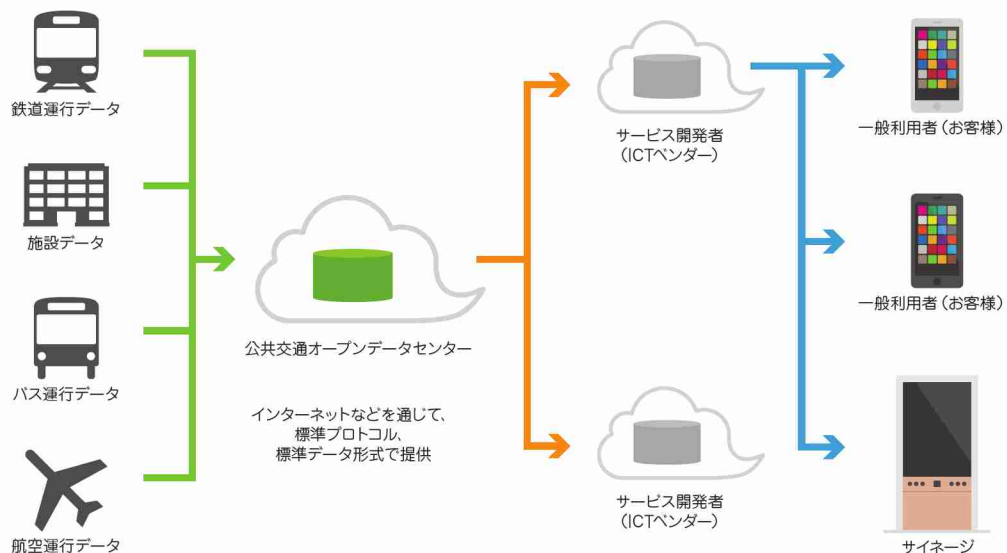 鉄道運行データ
施設データ
バス運行データ
航空運行データ
公共交通オープンデータセンター
インターネットなどを通じて、
標準プロトコル、
標準データ形式で提供
サービス開発者
（ICTベンダー）
サービス開発者
（ICTベンダー）
一般利用者（お客様）
一般利用者（お客様）
サイネージ